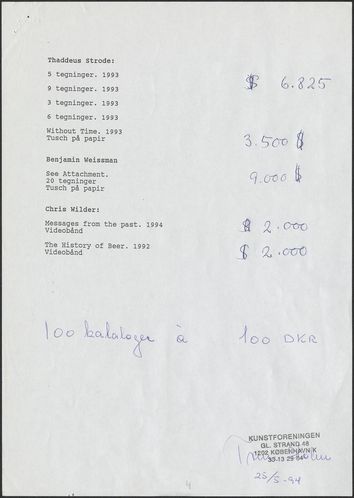 Thaddeus Strode:
5 tegninger. 1993
9 tegninger. 1993 $ 6.825
3 tegninger. 1993
6 tegninger. 1993
Without Time. 1993
Tusch på papir 3.500 $
Benjamin Weissman
See Attachment.
20 tegninger 9.000 $
Tusch på papir
Chris Wilder:
Messages from the past. 1994 $ 2.000
Videobånd
The History of Beer. 1992 $ 2.000
Videobånd
100 kataloger à 100 DKR
KUNSTFORENINGEN
GL. STRAND 48
1202 KØBENHAVN K
33-13 29 84
25/5-94
4